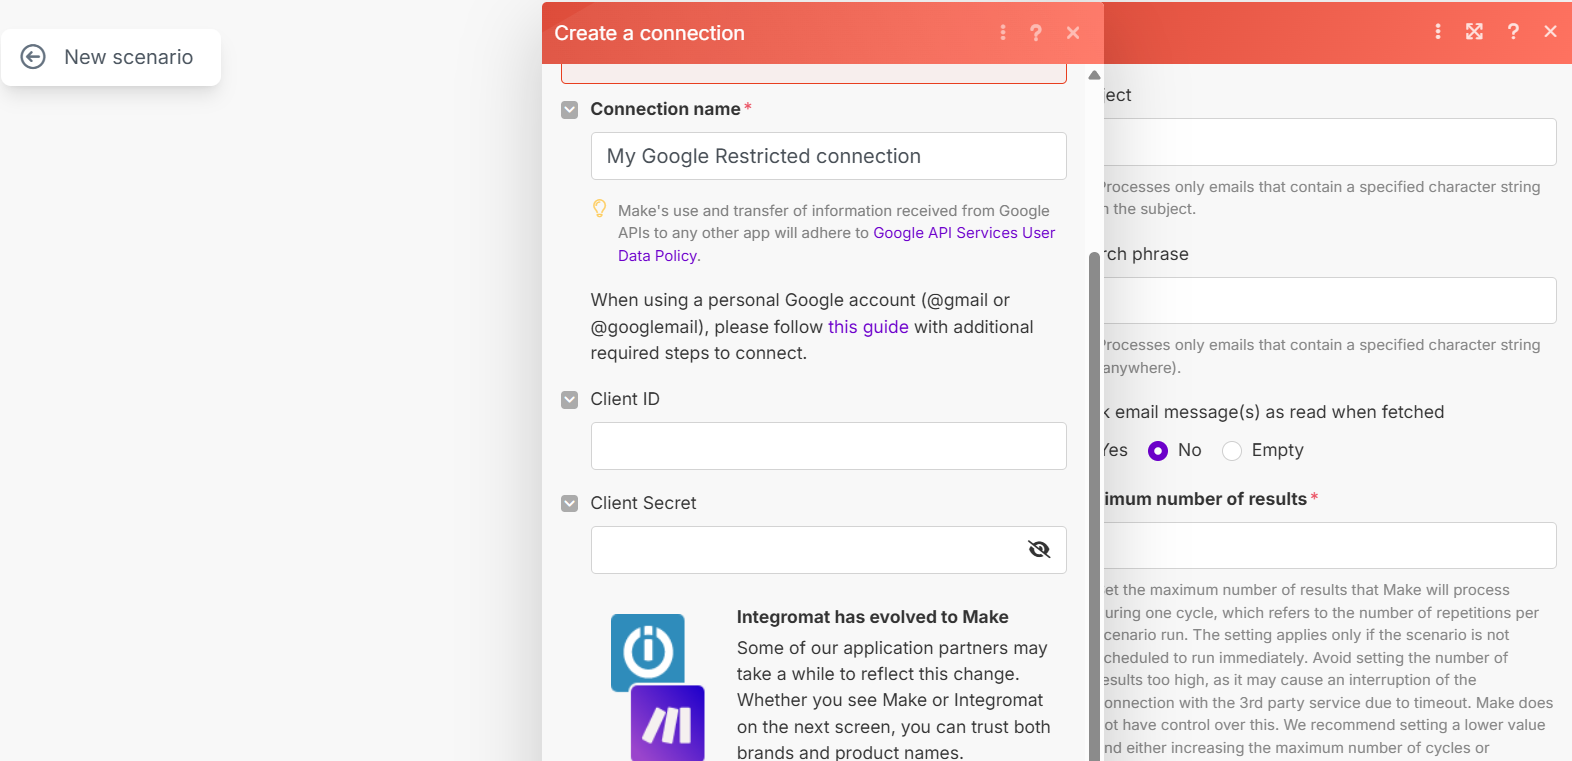 New scenario
Create a connection
?
?
Connection name*
My Google Restricted connection
Make's use and transfer of information received from Google
APIs to any other app will adhere to Google API Services User
Data Policy.
When using a personal Google account (@gmail or
@googlemail), please follow this guide with additional
required steps to connect.
Client ID
Client Secret
Integromat has evolved to Make
Some of our application partners may
take a while to reflect this change.
Whether you see Make or Integromat
on the next screen, you can trust both
brands and product names.
ject
rocesses only emails that contain a specified character string
the subject.
rch phrase
rocesses only emails that contain a specified character string
anywhere).
k email message(s) as read when fetched
Yes No Empty
imum number of results*
et the maximum number of results that Make will process
uring one cycle, which refers to the number of repetitions per
cenario run. The setting applies only if the scenario is not
cheduled to run immediately. Avoid setting the number of
esults too high, as it may cause an interruption of the
onnection with the 3rd party service due to timeout. Make does
ot have control over this. We recommend setting a lower value
nd either increasing the maximum number of cycles or